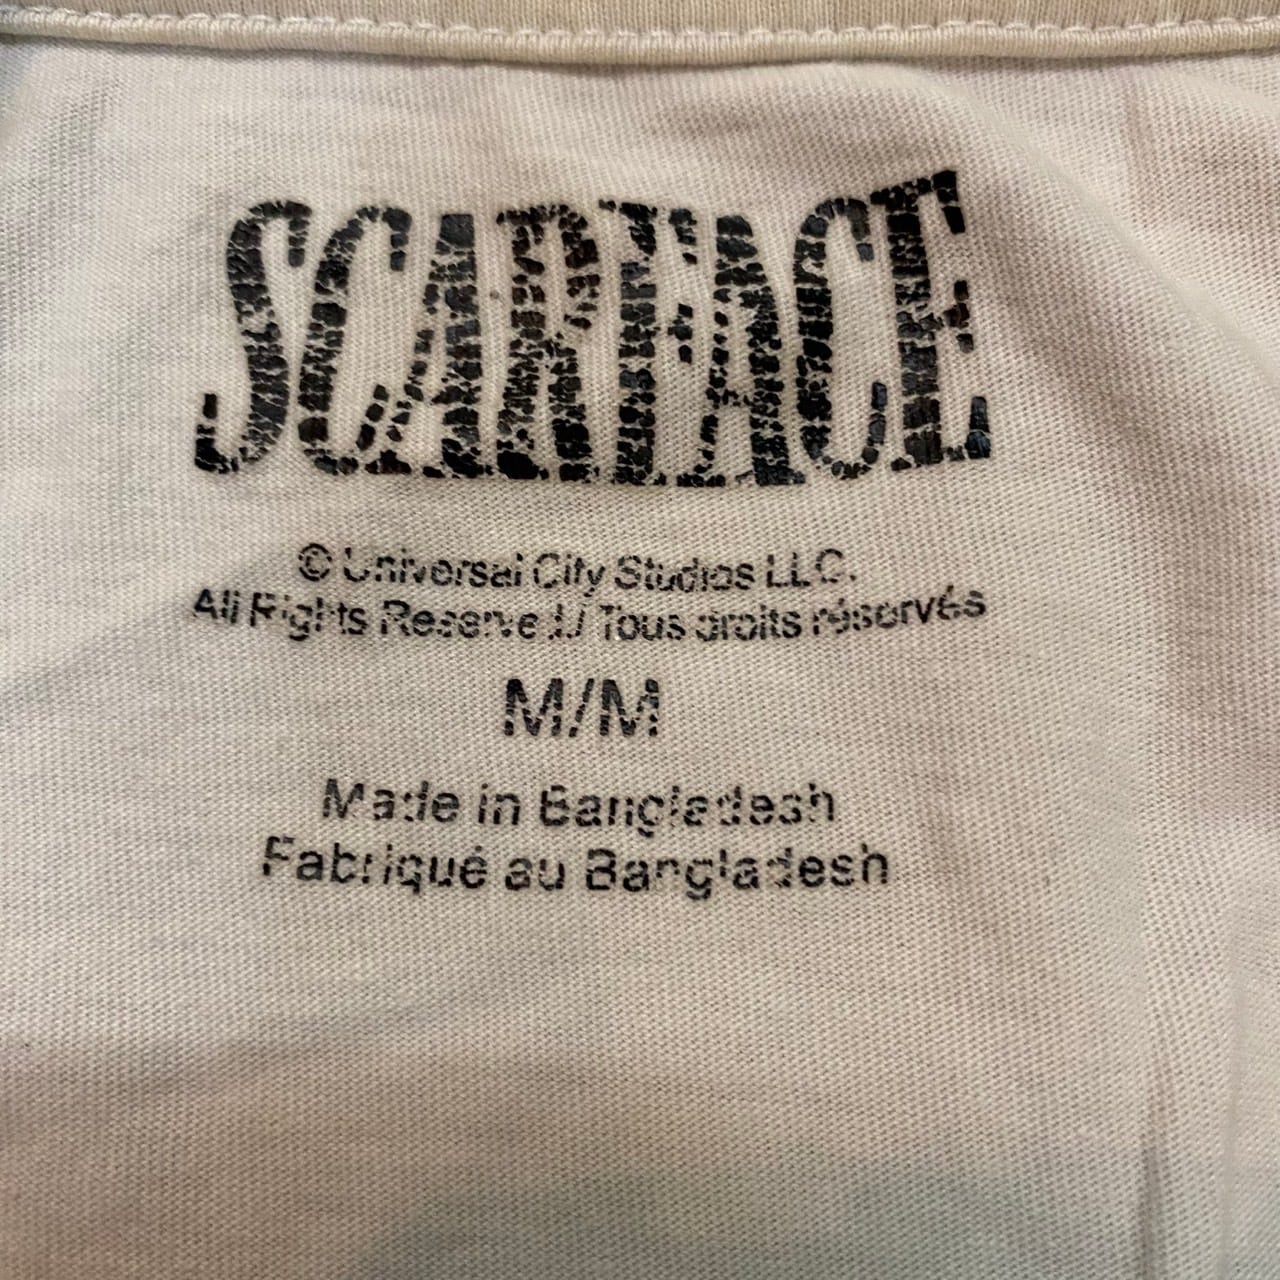 SCARFACE
© Universal City Studios LLC.
All Rights Reserved./Tous droits réservés
M/M
Made in Bangladesh
Fabriqué au Bangladesh